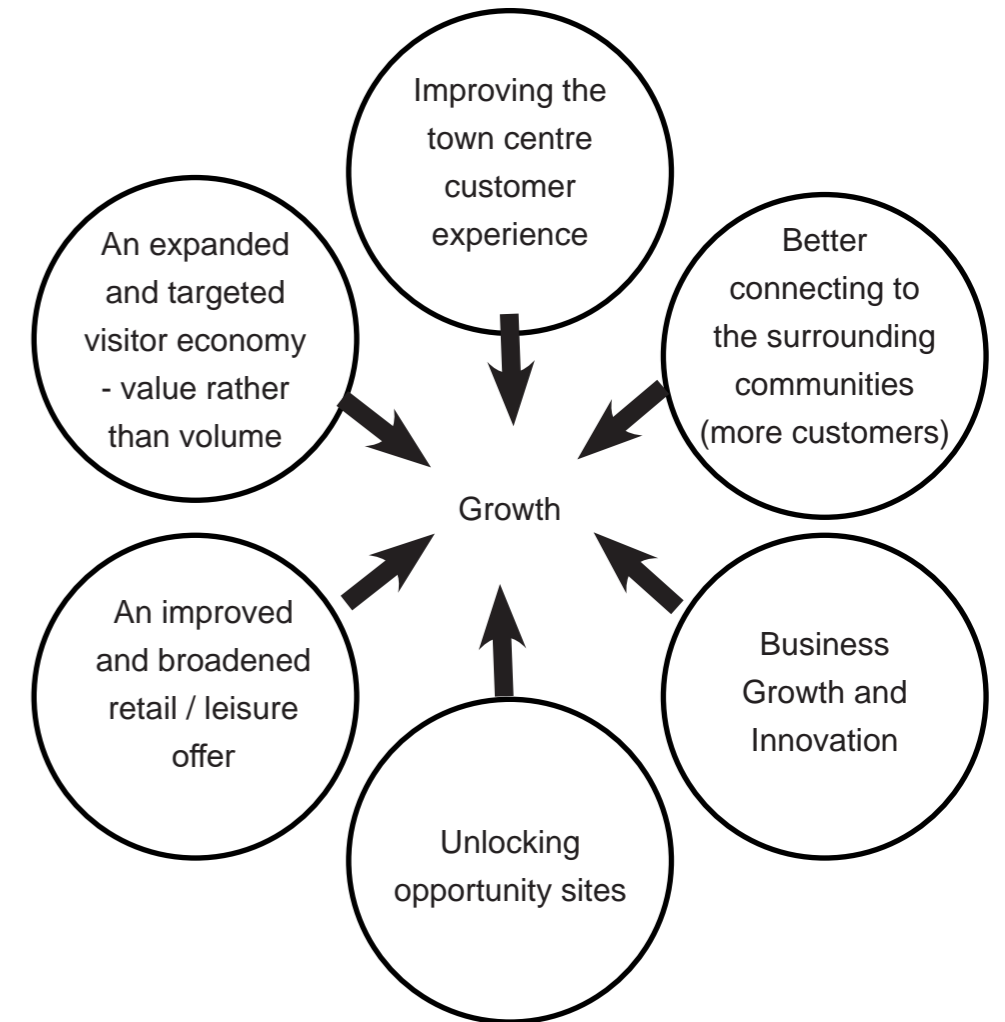 Improving the
town centre
customer
experience
An expanded
and targeted
visitor economy
- value rather
than volume
Better
connecting to
the surrounding
communities
(more customers)
Growth
An improved
and broadened
retail / leisure
offer
Business
Growth and
Innovation
Unlocking
opportunity sites